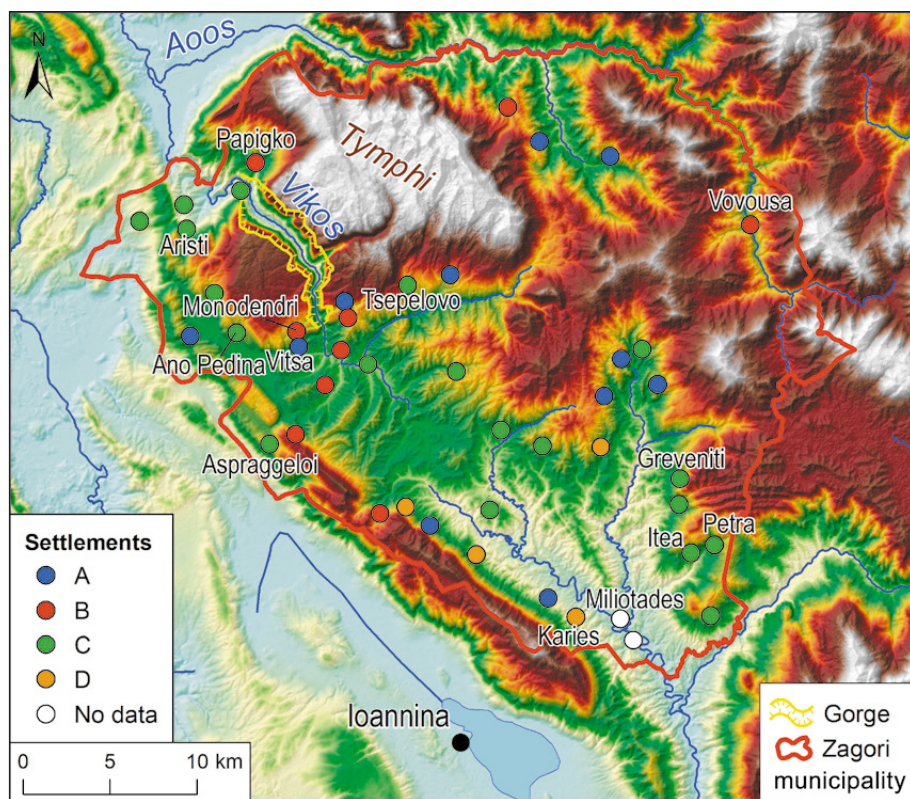 N
Aoos
Papigko
Tymphi
Vikos
Vovousa
Aristi
Monodendri
Tsepelovo
Ano Pedina
Vitsa
Aspraggeloi
Greveniti
Itea
Petra
Miliotades
Karies
Ioannina
Settlements
A
B
C
D
No data
0 5 10 km
Gorge
Zagori
municipality